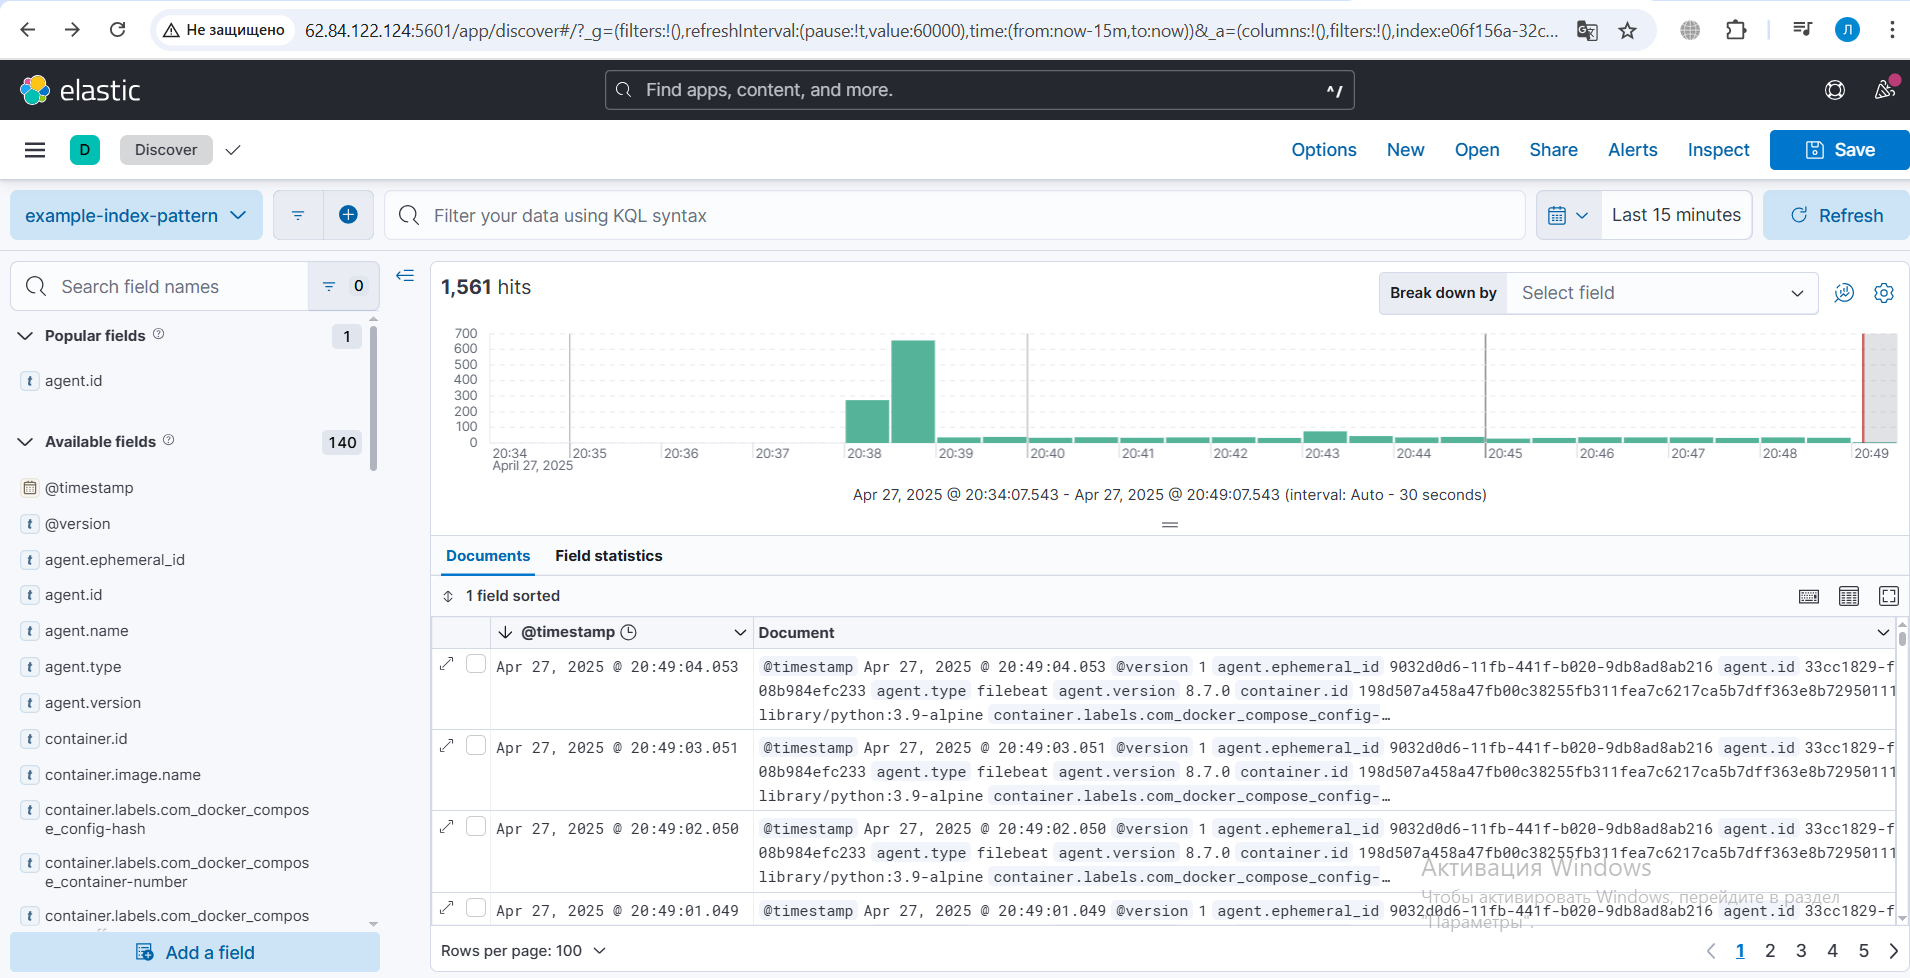 Не защищено
62.84.122.124:5601/app/discover#/?_g=(filters:!(),refreshInterval:(pause:!t,value:60000),time:(from:now-15m,to:now))&_a=(columns:!(),filters:!(),index:e06f156a-32c...
Л
elastic
Find apps, content, and more.
^/
D
Discover
Options
New
Open
Share
Alerts
Inspect
Save
example-index-pattern
Filter your data using KQL syntax
Last 15 minutes
Refresh
Search field names
0
Popular fields
1
agent.id
Available fields
140
@timestamp
@version
agent.ephemeral_id
agent.id
agent.name
agent.type
agent.version
container.id
container.image.name
container.labels.com_docker_compos
e_config-hash
container.labels.com_docker_compos
e_container-number
container.labels.com_docker_compos
Add a field
1,561 hits
Break down by
Select field
700
600
500
400
300
200
100
0
20:34
April 27, 2025
20:35
20:36
20:37
20:38
20:39
20:40
20:41
20:42
20:43
20:44
20:45
20:46
20:47
20:48
20:49
Apr 27, 2025 @ 20:34:07.543 - Apr 27, 2025 @ 20:49:07.543 (interval: Auto - 30 seconds)
Documents
Field statistics
1 field sorted
@timestamp
Document
Apr 27, 2025 @ 20:49:04.053
@timestamp Apr 27, 2025 @ 20:49:04.053 @version 1 agent.ephemeral_id 9032d0d6-11fb-441f-b020-9db8ad8ab216 agent.id 33cc1829-f
08b984efc233 agent.type filebeat agent.version 8.7.0 container.id 198d507a458a47fb00c38255fb311fea7c6217ca5b7dff363e8b72950111
library/python:3.9-alpine container.labels.com_docker_compose_config-…
Apr 27, 2025 @ 20:49:03.051
@timestamp Apr 27, 2025 @ 20:49:03.051 @version 1 agent.ephemeral_id 9032d0d6-11fb-441f-b020-9db8ad8ab216 agent.id 33cc1829-f
08b984efc233 agent.type filebeat agent.version 8.7.0 container.id 198d507a458a47fb00c38255fb311fea7c6217ca5b7dff363e8b72950111
library/python:3.9-alpine container.labels.com_docker_compose_config-…
Apr 27, 2025 @ 20:49:02.050
@timestamp Apr 27, 2025 @ 20:49:02.050 @version 1 agent.ephemeral_id 9032d0d6-11fb-441f-b020-9db8ad8ab216 agent.id 33cc1829-f
08b984efc233 agent.type filebeat agent.version 8.7.0 container.id 198d507a458a47fb00c38255fb311fea7c6217ca5b7dff363e8b72950111
library/python:3.9-alpine container.labels.com_docker_compose_config-…
Apr 27, 2025 @ 20:49:01.049
@timestamp Apr 27, 2025 @ 20:49:01.049 @version 1 agent.ephemeral_id 9032d0d6-11fb-441f-b020-9db8ad8ab216 agent.id 33cc1829-f
Активация Windows
Чтобы активировать Windows, перейдите в раздел
"Параметры".
Rows per page: 100
1
2
3
4
5